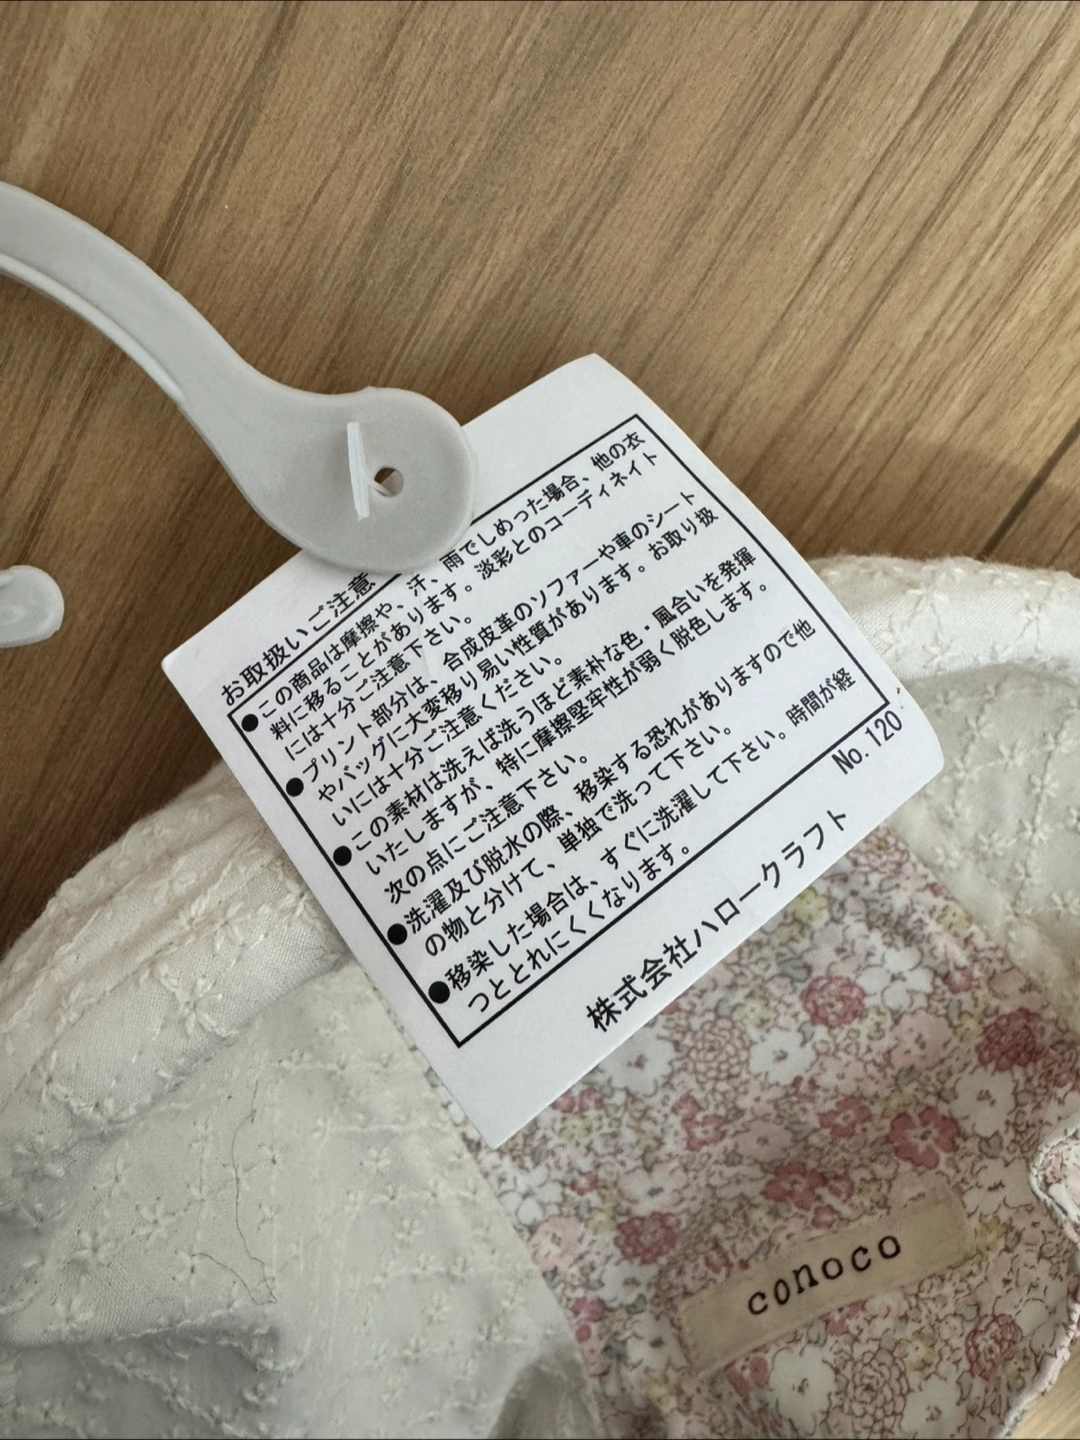 お取扱いご注意
●この商品は摩擦や、汗、雨でしめった場合、他の衣
料に移ることがあります。淡彩とのコーディネイト
には十分ご注意下さい。
●プリント部分は、合成皮革のソファーや車のシート
やバッグに大変移り易い性質があります。お取り扱
いには十分ご注意ください。
●この素材は洗えば洗うほど素朴な色・風合いを発揮
いたしますが、特に摩擦堅牢性が弱く脱色します。
次の点にご注意下さい。
●洗濯及び脱水の際、移染する恐れがありますので他
の物と分けて、単独で洗って下さい。
●移染した場合は、すぐに洗濯して下さい。時間が経
つととれにくくなります。
No.120
株式会社ハロークラフト
conoco